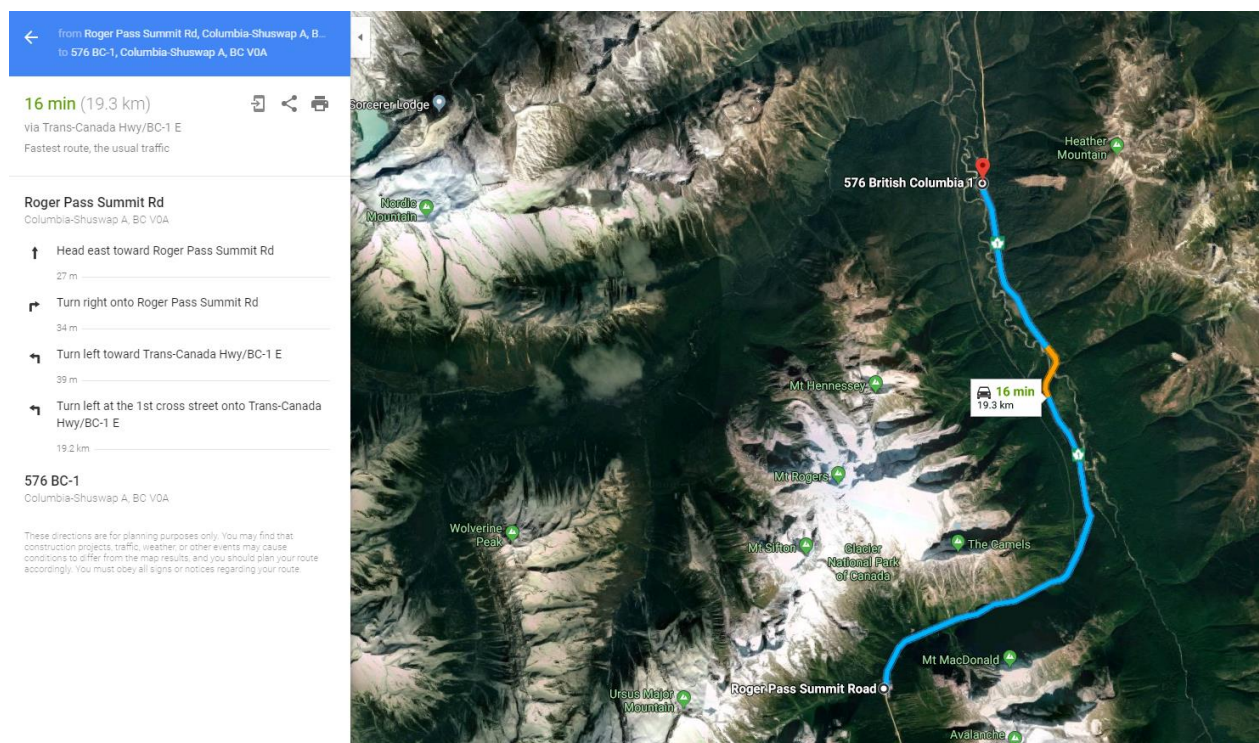 from Roger Pass Summit Rd, Columbia-Shuswap A, B...
to 576 BC-1, Columbia-Shuswap A, BC V0A
16 min (19.3 km)
via Trans-Canada Hwy/BC-1 E
Fastest route, the usual traffic
Roger Pass Summit Rd
Columbia-Shuswap A, BC V0A
Head east toward Roger Pass Summit Rd
27 m
Turn right onto Roger Pass Summit Rd
34 m
Turn left toward Trans-Canada Hwy/BC-1 E
39 m
Turn left at the 1st cross street onto Trans-Canada
Hwy/BC-1 E
19.2 km
576 BC-1
Columbia-Shuswap A, BC V0A
These directions are for planning purposes only. You may find that
construction projects, traffic, weather, or other events may cause
conditions to differ from the map results, and you should plan your route
accordingly. You must obey all signs or notices regarding your route.
Sorcerer Lodge
Heather
Mountain
576 British Columbia 1
Nordic
Mountain
1
Mt Hennessey
16 min
19.3 km
1
Mt Rogers
Wolverine
Peak
Mt Sifton
Glacier
National Park
of Canada
The Camels
Mt MacDonald
Roger Pass Summit Road
Ursus Major
Mountain
Avalanche